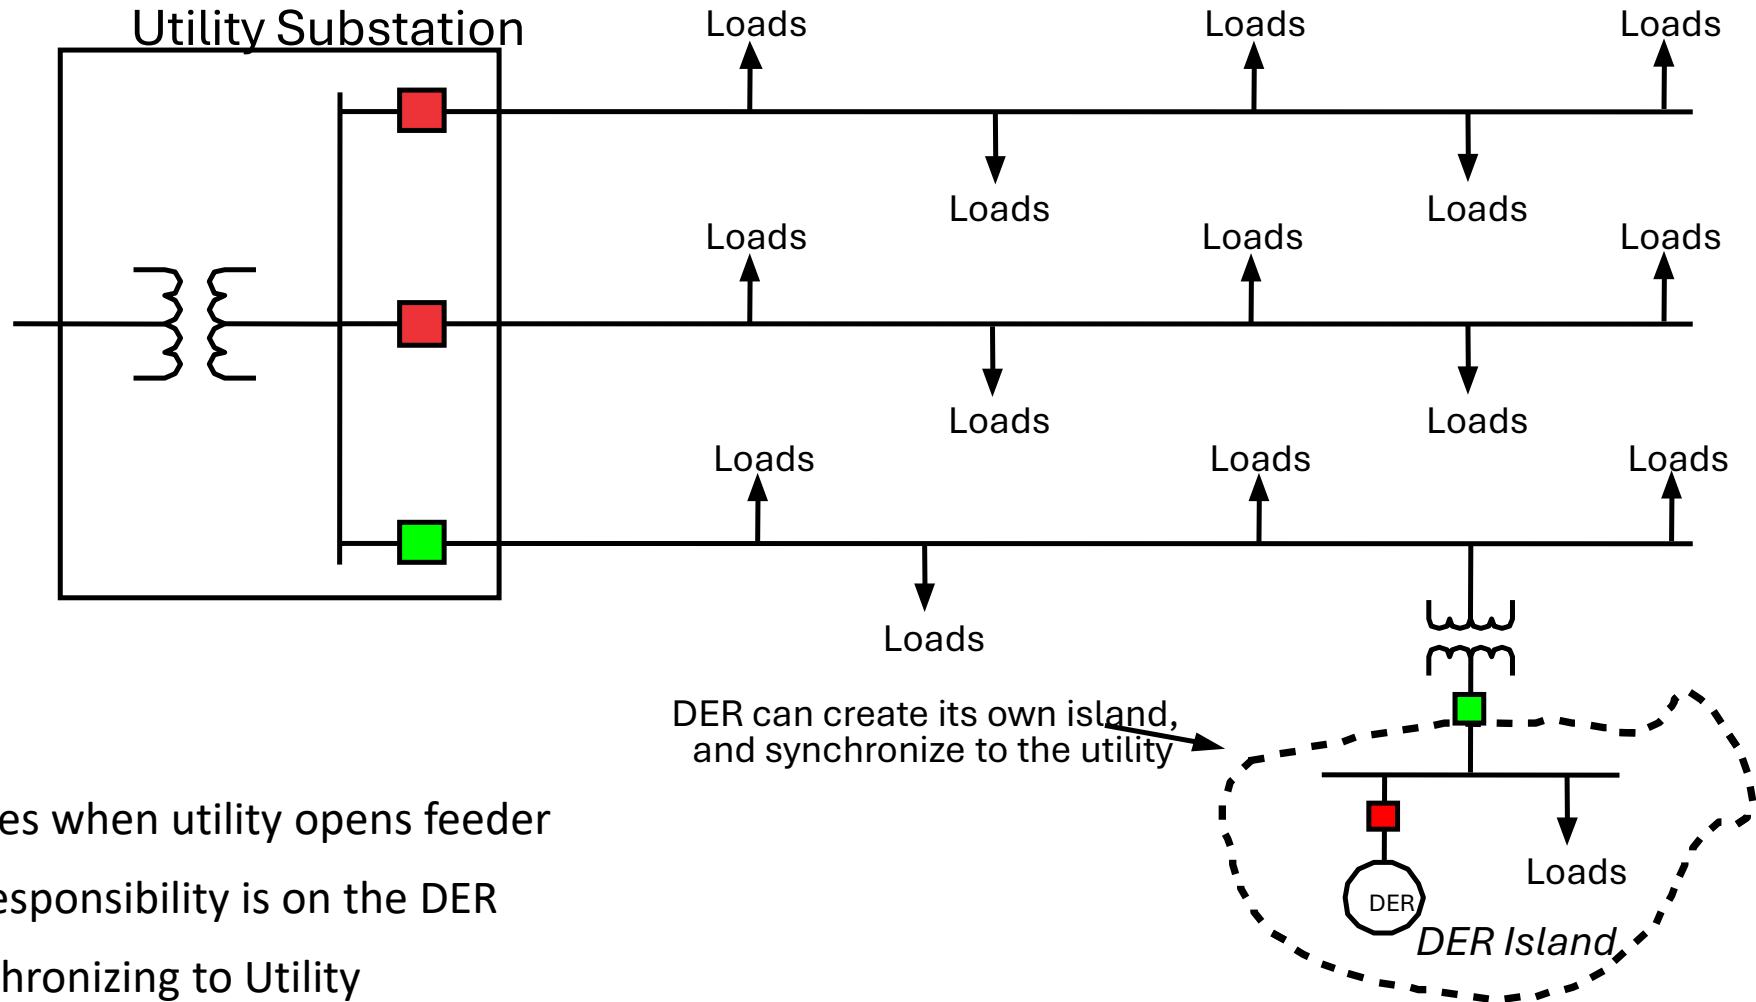 Utility Substation
Loads
Loads
Loads
Loads
Loads
Loads
Loads
Loads
Loads
Loads
Loads
Loads
Loads
Loads
DER can create its own island,
and synchronize to the utility
es when utility opens feeder
esponsibility is on the DER
hronizing to Utility
Loads
DER
DER Island